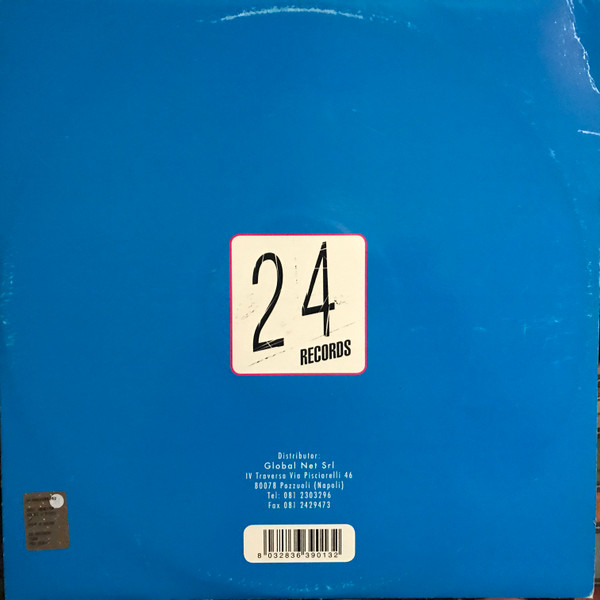 24
RECORDS
Distributor:
Global Net Srl
IV Traversa Via Pisciarelli 46
80078 Pozzuoli (Napoli)
Tel: 081 2303296
Fax 081 2429473
8 032836 390132